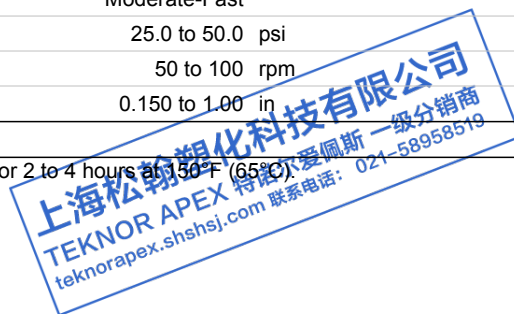 Moderate-Fast
25.0 to 50.0 psi
50 to 100 rpm
0.150 to 1.00 in
or 2 to 4 hours at 150°F (65°C).
上海松翰塑化科技有限公司
TEKNOR APEX 特诺尔爱佩斯 一级分销商
teknorapex.shshsj.com 联系电话: 021-58958519